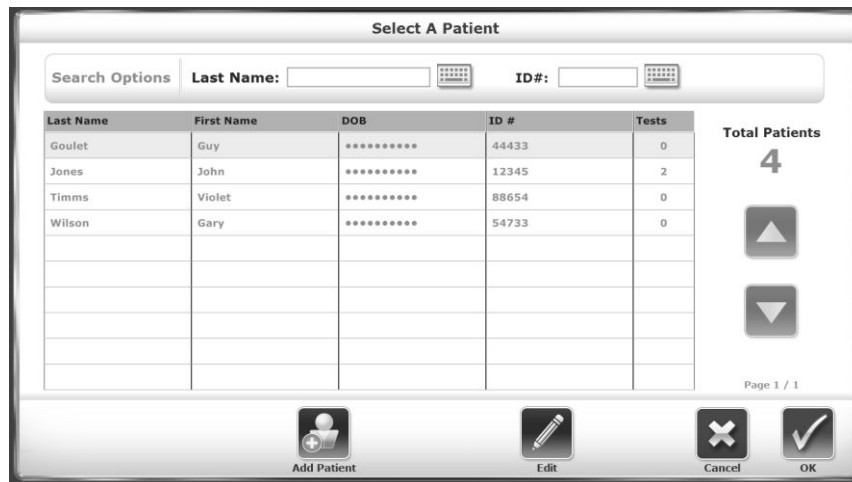 Select A Patient
Search Options Last Name: ID#:
Last Name First Name DOB ID # Tests
Goulet Guy ●●●●●●●●●● 44433 0
Jones John ●●●●●●●●●● 12345 2
Timms Violet ●●●●●●●●●● 88654 0
Wilson Gary ●●●●●●●●●● 54733 0
Total Patients
4
Page 1 / 1
Add Patient Edit Cancel OK